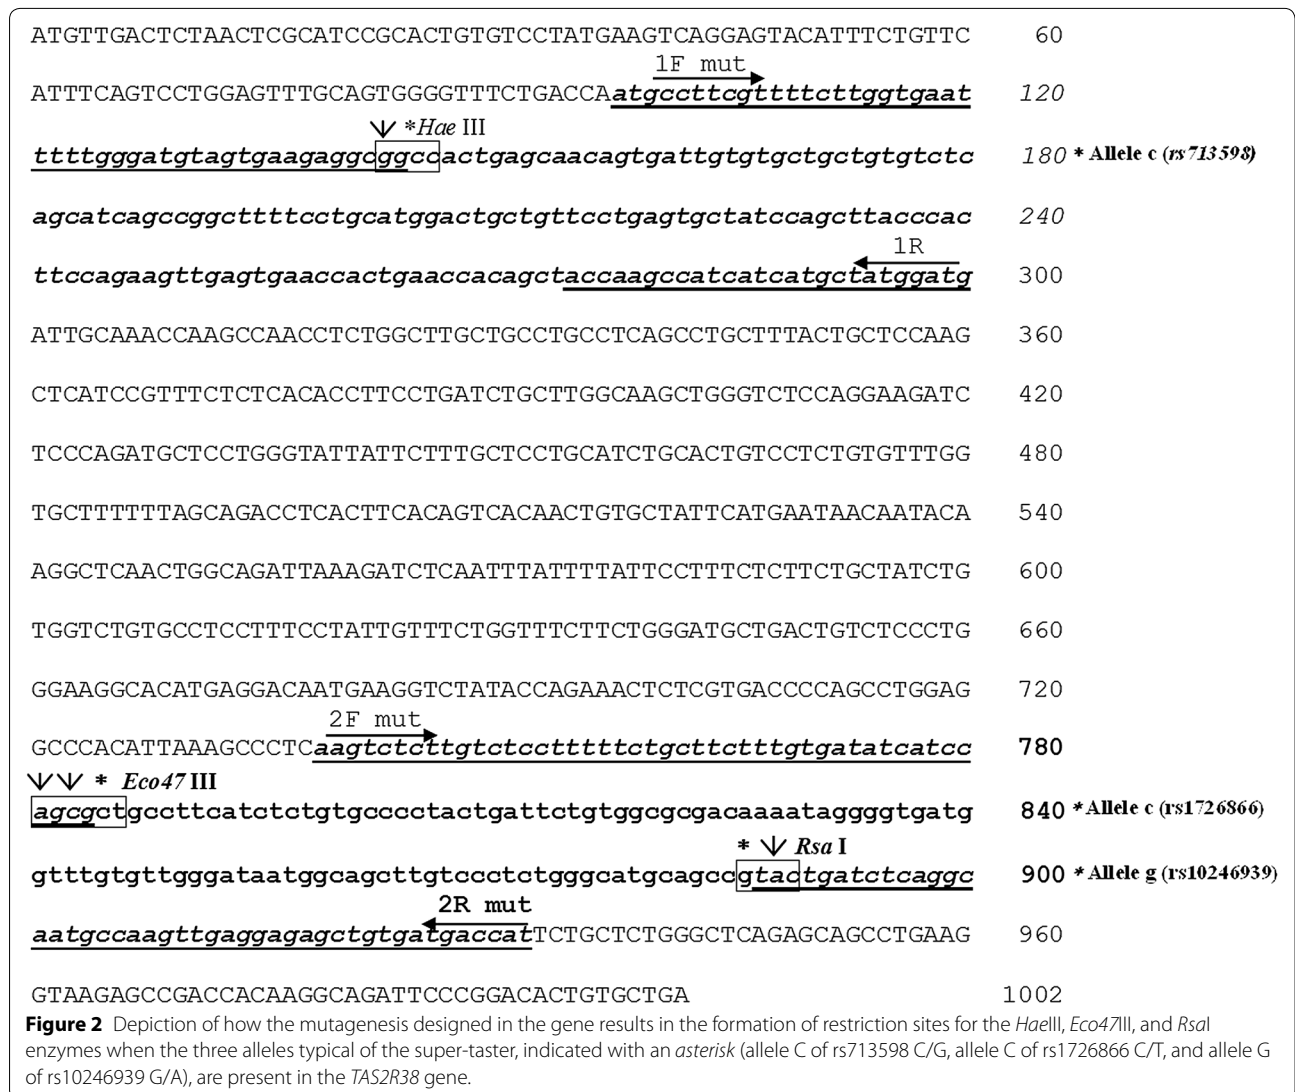 ATGTTGACTCTAACTCGCATCCGCACTGTGTCCTATGAAGTCAGGAGTACATTTCTGTTC 60
1F mut
ATTTCAGTCCTGGAGTTTGCAGTGGGGTTTCTGACCAatgccttcgttttcttggtgaat 120
*Hae III
ttttgggatgtagtgaagaggcggccactgagcaacagtgattgtgtgctgctgtgtctc 180 * Allele c (rs713598)
agcatcagccggcttttcctgcatggactgctgttcctgagtgctatccagcttacccac 240
1R
ttccagaagttgagtgaaccactgaaccacagctaccaagccatcatcatgctatggatg 300
ATTGCAAACCAAGCCAACCTCTGGCTTGCTGCCTGCCTCAGCCTGCTTTACTGCTCCAAG 360
CTCATCCGTTTCTCTCACACCTTCCTGATCTGCTTGGCAAGCTGGGTCTCCAGGAAGATC 420
TCCCAGATGCTCCTGGGTATTATTCTTTGCTCCTGCATCTGCACTGTCCTCTGTGTTTGG 480
TGCTTTTTTAGCAGACCTCACTTCACAGTCACAACTGTGCTATTCATGAATAACAATACA 540
AGGCTCAACTGGCAGATTAAAGATCTCAATTTATTTTATTCCTTTCTCTTCTGCTATCTG 600
TGGTCTGTGCCTCCTTTCCTATTGTTTCTGGTTTCTTCTGGGATGCTGACTGTCTCCCTG 660
GGAAGGCACATGAGGACAATGAAGGTCTATACCAGAAACTCTCGTGACCCCAGCCTGGAG 720
2F mut
GCCCACATTAAAGCCCTCaagtctcttgtctcctttttctgcttctttgtgatatcatcc 780
* Eco47 III
agcgctgccttcatctctgtgcccctactgattctgtggcgcgacaaaataggggtgatg 840 * Allele c (rs1726866)
* Rsa I
gtttgtgttgggataatggcagcttgtccctctgggcatgcagccgtactgatctcaggc 900 * Allele g (rs10246939)
2R mut
aatgccaagttgaggagagctgtgatgaccatTCTGCTCTGGGCTCAGAGCAGCCTGAAG 960
GTAAGAGCCGACCACAAGGCAGATTCCCGGACACTGTGCTGA 1002
Figure 2 Depiction of how the mutagenesis designed in the gene results in the formation of restriction sites for the HaeIII, Eco47III, and RsaI
enzymes when the three alleles typical of the super-taster, indicated with an asterisk (allele C of rs713598 C/G, allele C of rs1726866 C/T, and allele G
of rs10246939 G/A), are present in the TAS2R38 gene.